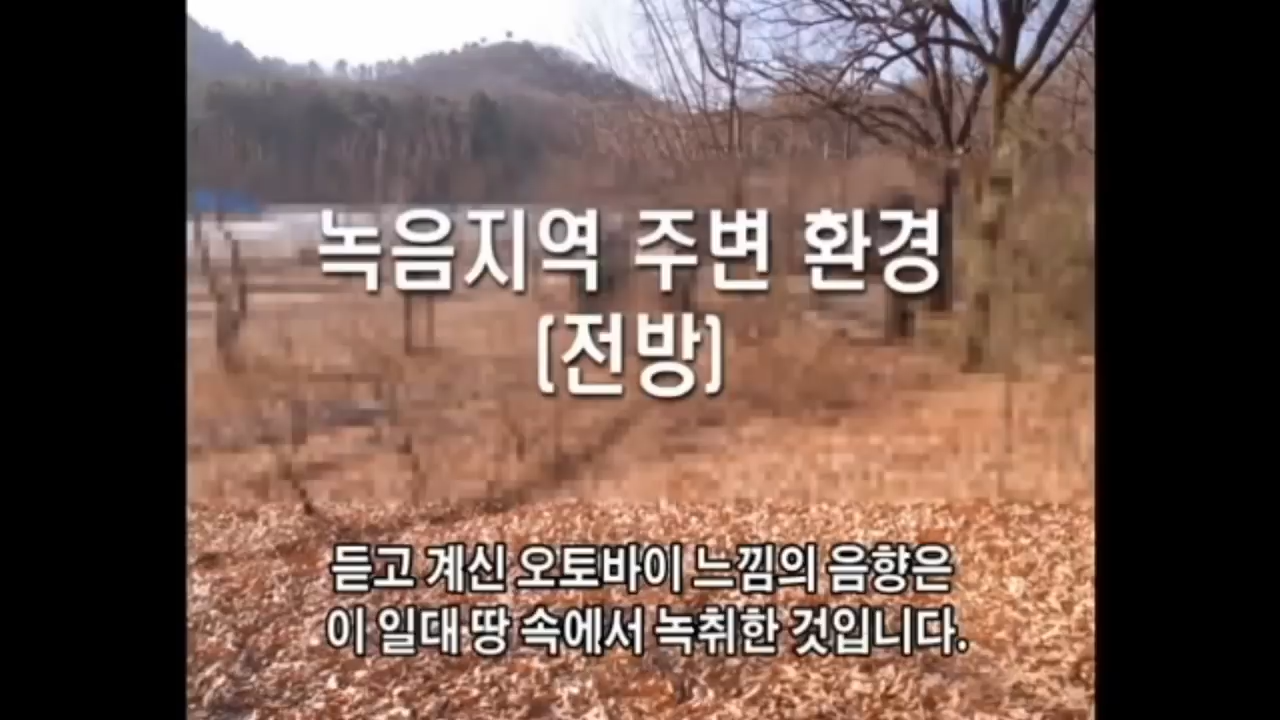 녹음지역 주변 환경
[전방]
듣고 계신 오토바이 느낌의 음향은
이 일대 땅 속에서 녹취한 것입니다.